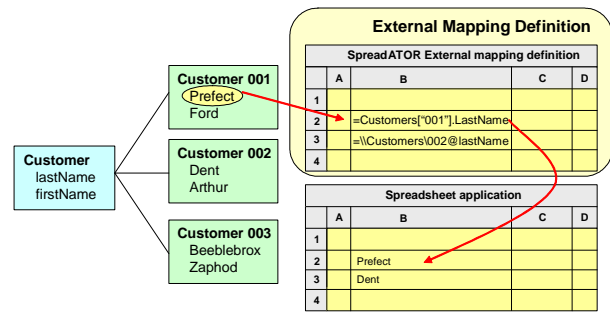 External Mapping Definition
SpreadATOR External mapping definition
A B C D
1
2 =Customers["001"].LastName
3 =\\Customers\002@lastName
4
Customer 001
Prefect
Ford
Customer
lastName
firstName
Customer 002
Dent
Arthur
Customer 003
Beeblebrox
Zaphod
Spreadsheet application
A B C D
1
2 Prefect
3 Dent
4